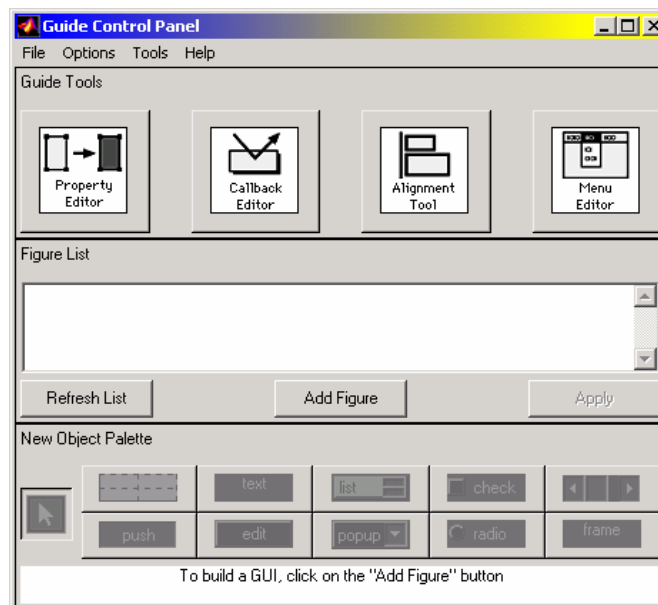 Guide Control Panel
File Options Tools Help
Guide Tools
Property Editor
Callback Editor
Alignment Tool
Menu Editor
Figure List
Refresh List Add Figure Apply
New Object Palette
text list check
push edit popup radio frame
To build a GUI, click on the "Add Figure" button